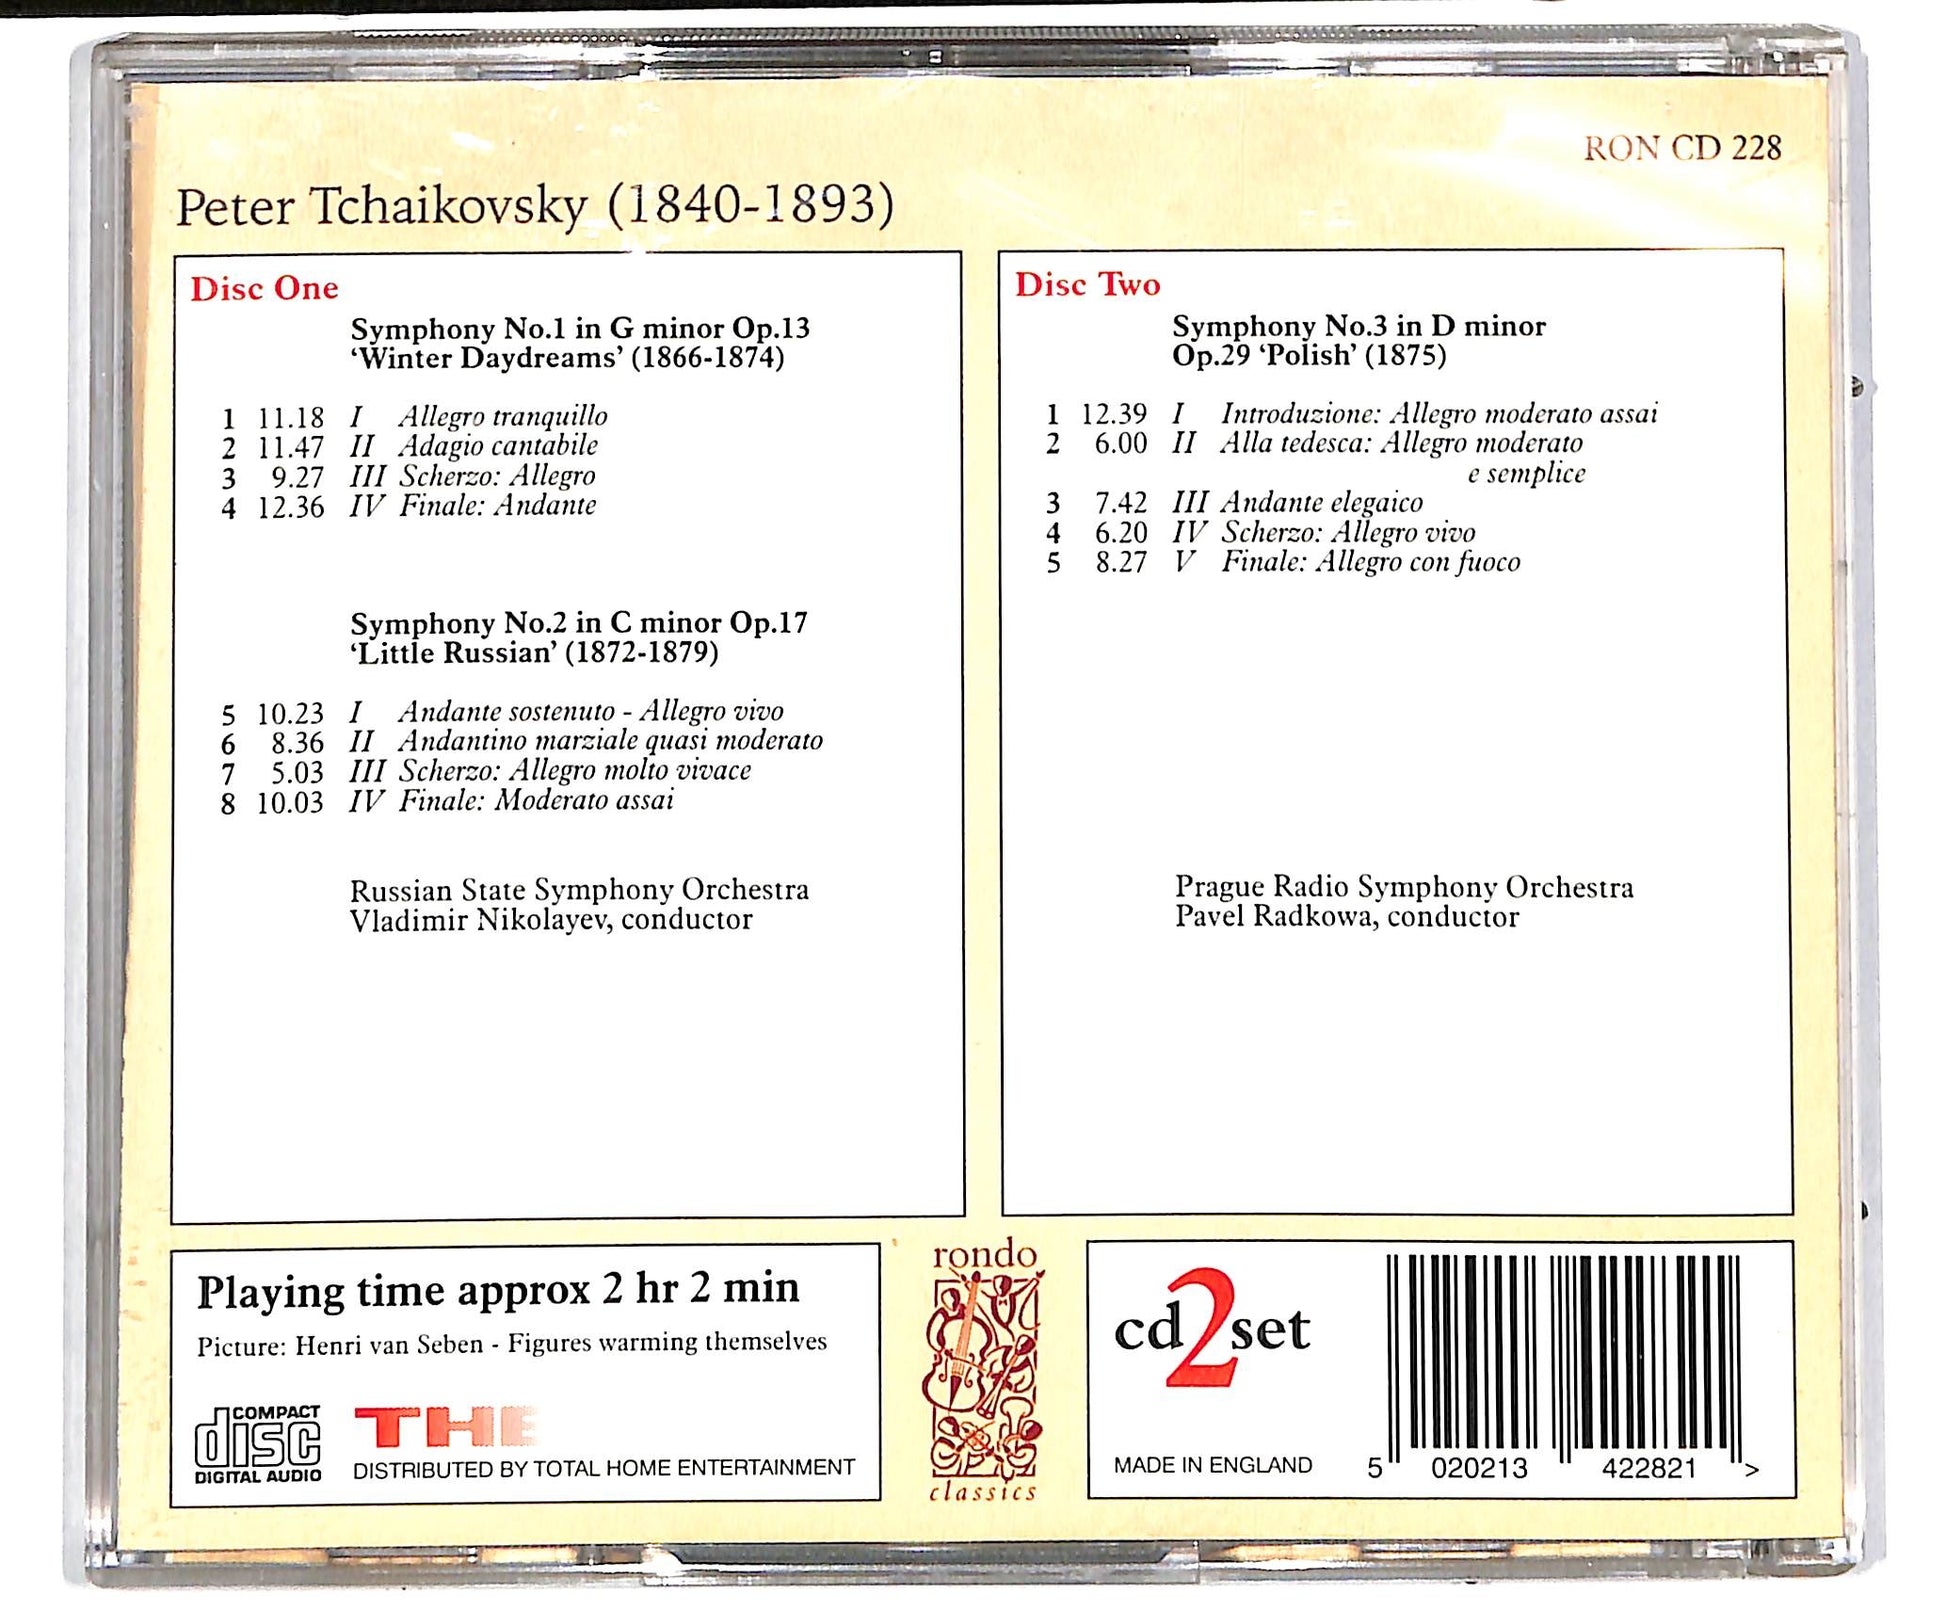 RON CD 228
Peter Tchaikovsky (1840-1893)
Disc One
Symphony No.1 in G minor Op.13
‘Winter Daydreams’ (1866-1874)
1 11.18 I Allegro tranquillo
2 11.47 II Adagio cantabile
3 9.27 III Scherzo: Allegro
4 12.36 IV Finale: Andante
Symphony No.2 in C minor Op.17
‘Little Russian’ (1872-1879)
5 10.23 I Andante sostenuto - Allegro vivo
6 8.36 II Andantino marziale quasi moderato
7 5.03 III Scherzo: Allegro molto vivace
8 10.03 IV Finale: Moderato assai
Russian State Symphony Orchestra
Vladimir Nikolayev, conductor
Disc Two
Symphony No.3 in D minor
Op.29 ‘Polish’ (1875)
1 12.39 I Introduzione: Allegro moderato assai
2 6.00 II Alla tedesca: Allegro moderato
e semplice
3 7.42 III Andante elegaico
4 6.20 IV Scherzo: Allegro vivo
5 8.27 V Finale: Allegro con fuoco
Prague Radio Symphony Orchestra
Pavel Radkowa, conductor
Playing time approx 2 hr 2 min
Picture: Henri van Seben - Figures warming themselves
COMPACT
disc
DIGITAL AUDIO
THE
DISTRIBUTED BY TOTAL HOME ENTERTAINMENT
rondo
classics
cd2set
MADE IN ENGLAND
5 020213 422821 >